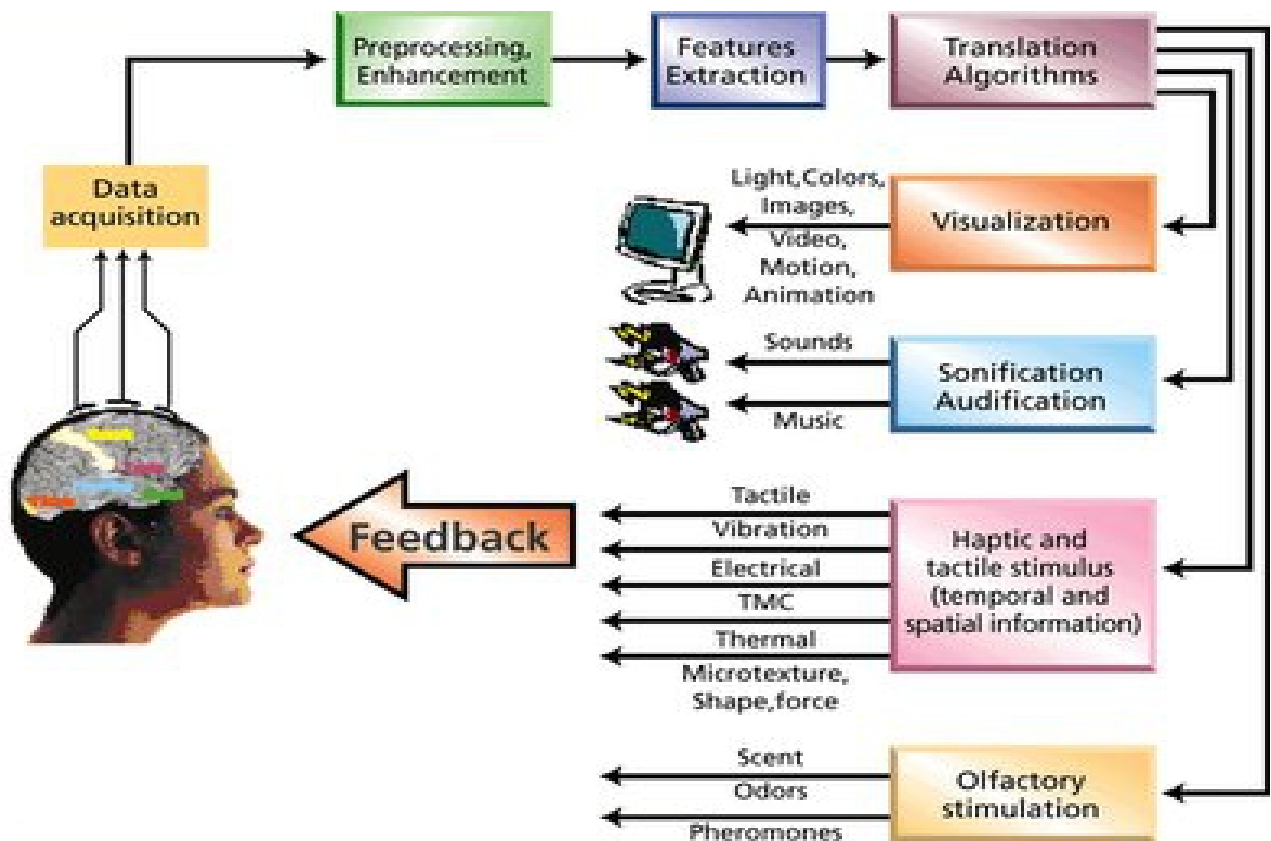 Preprocessing,
Enhancement
Features
Extraction
Translation
Algorithms
Data
acquisition
Light,Colors,
Images,
Video,
Motion,
Animation
Visualization
Sounds
Music
Sonification
Audification
Feedback
Tactile
Vibration
Electrical
TMC
Thermal
Microtexture,
Shape,force
Haptic and
tactile stimulus
(temporal and
spatial information)
Scent
Odors
Pheromones
Olfactory
stimulation